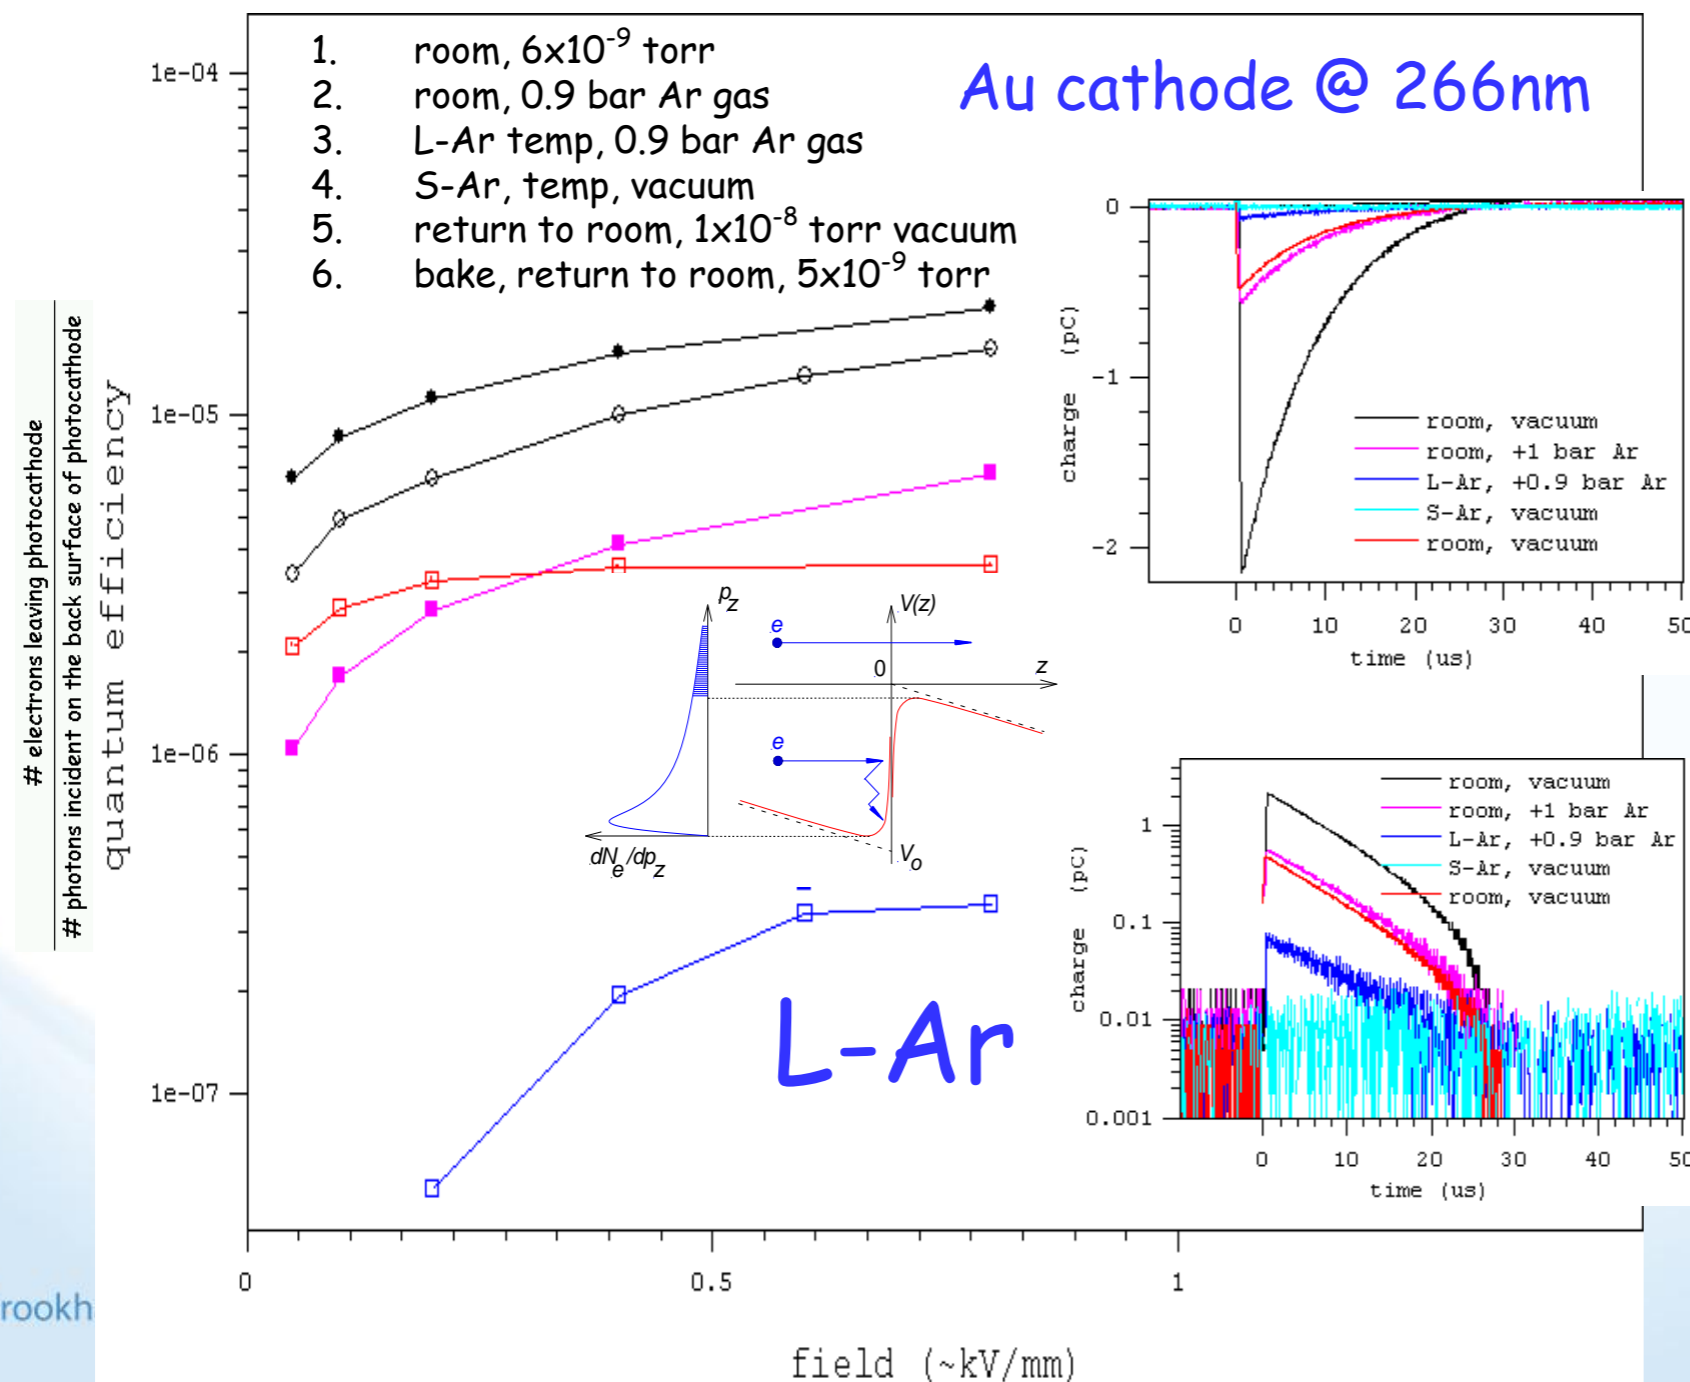 1. room, 6x10⁻⁹ torr
2. room, 0.9 bar Ar gas
3. L-Ar temp, 0.9 bar Ar gas
4. S-Ar, temp, vacuum
5. return to room, 1x10⁻⁸ torr vacuum
6. bake, return to room, 5x10⁻⁹ torr
Au cathode @ 266nm
# electrons leaving photocathode
# photons incident on the back surface of photocathode
quantum efficiency
1e-04
1e-05
1e-06
1e-07
0
0.5
1
field (~kV/mm)
L-Ar
p_z
V(z)
e
0
z
e
dN_e/dp_z
V_o
0
-1
-2
charge (pC)
room, vacuum
room, +1 bar Ar
L-Ar, +0.9 bar Ar
S-Ar, vacuum
room, vacuum
0 10 20 30 40 50
time (us)
1
0.1
0.01
0.001
charge (pC)
room, vacuum
room, +1 bar Ar
L-Ar, +0.9 bar Ar
S-Ar, vacuum
room, vacuum
0 10 20 30 40 50
time (us)
rookh